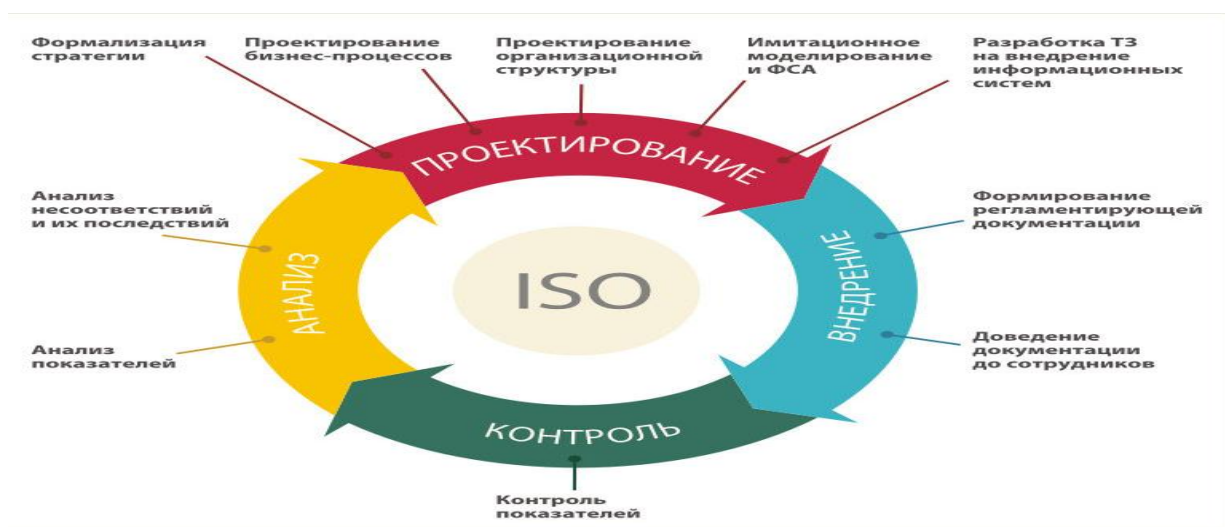 Формализация
стратегии
Проектирование
бизнес-процессов
Проектирование
организационной
структуры
Имитационное
моделирование
и ФСА
Разработка ТЗ
на внедрение
информационных
систем
ПРОЕКТИРОВАНИЕ
Анализ
несоответствий
и их последствий
Формирование
регламентирующей
документации
АНАЛИЗ
ISO
ВНЕДРЕНИЕ
Анализ
показателей
Доведение
документации
до сотрудников
КОНТРОЛЬ
Контроль
показателей